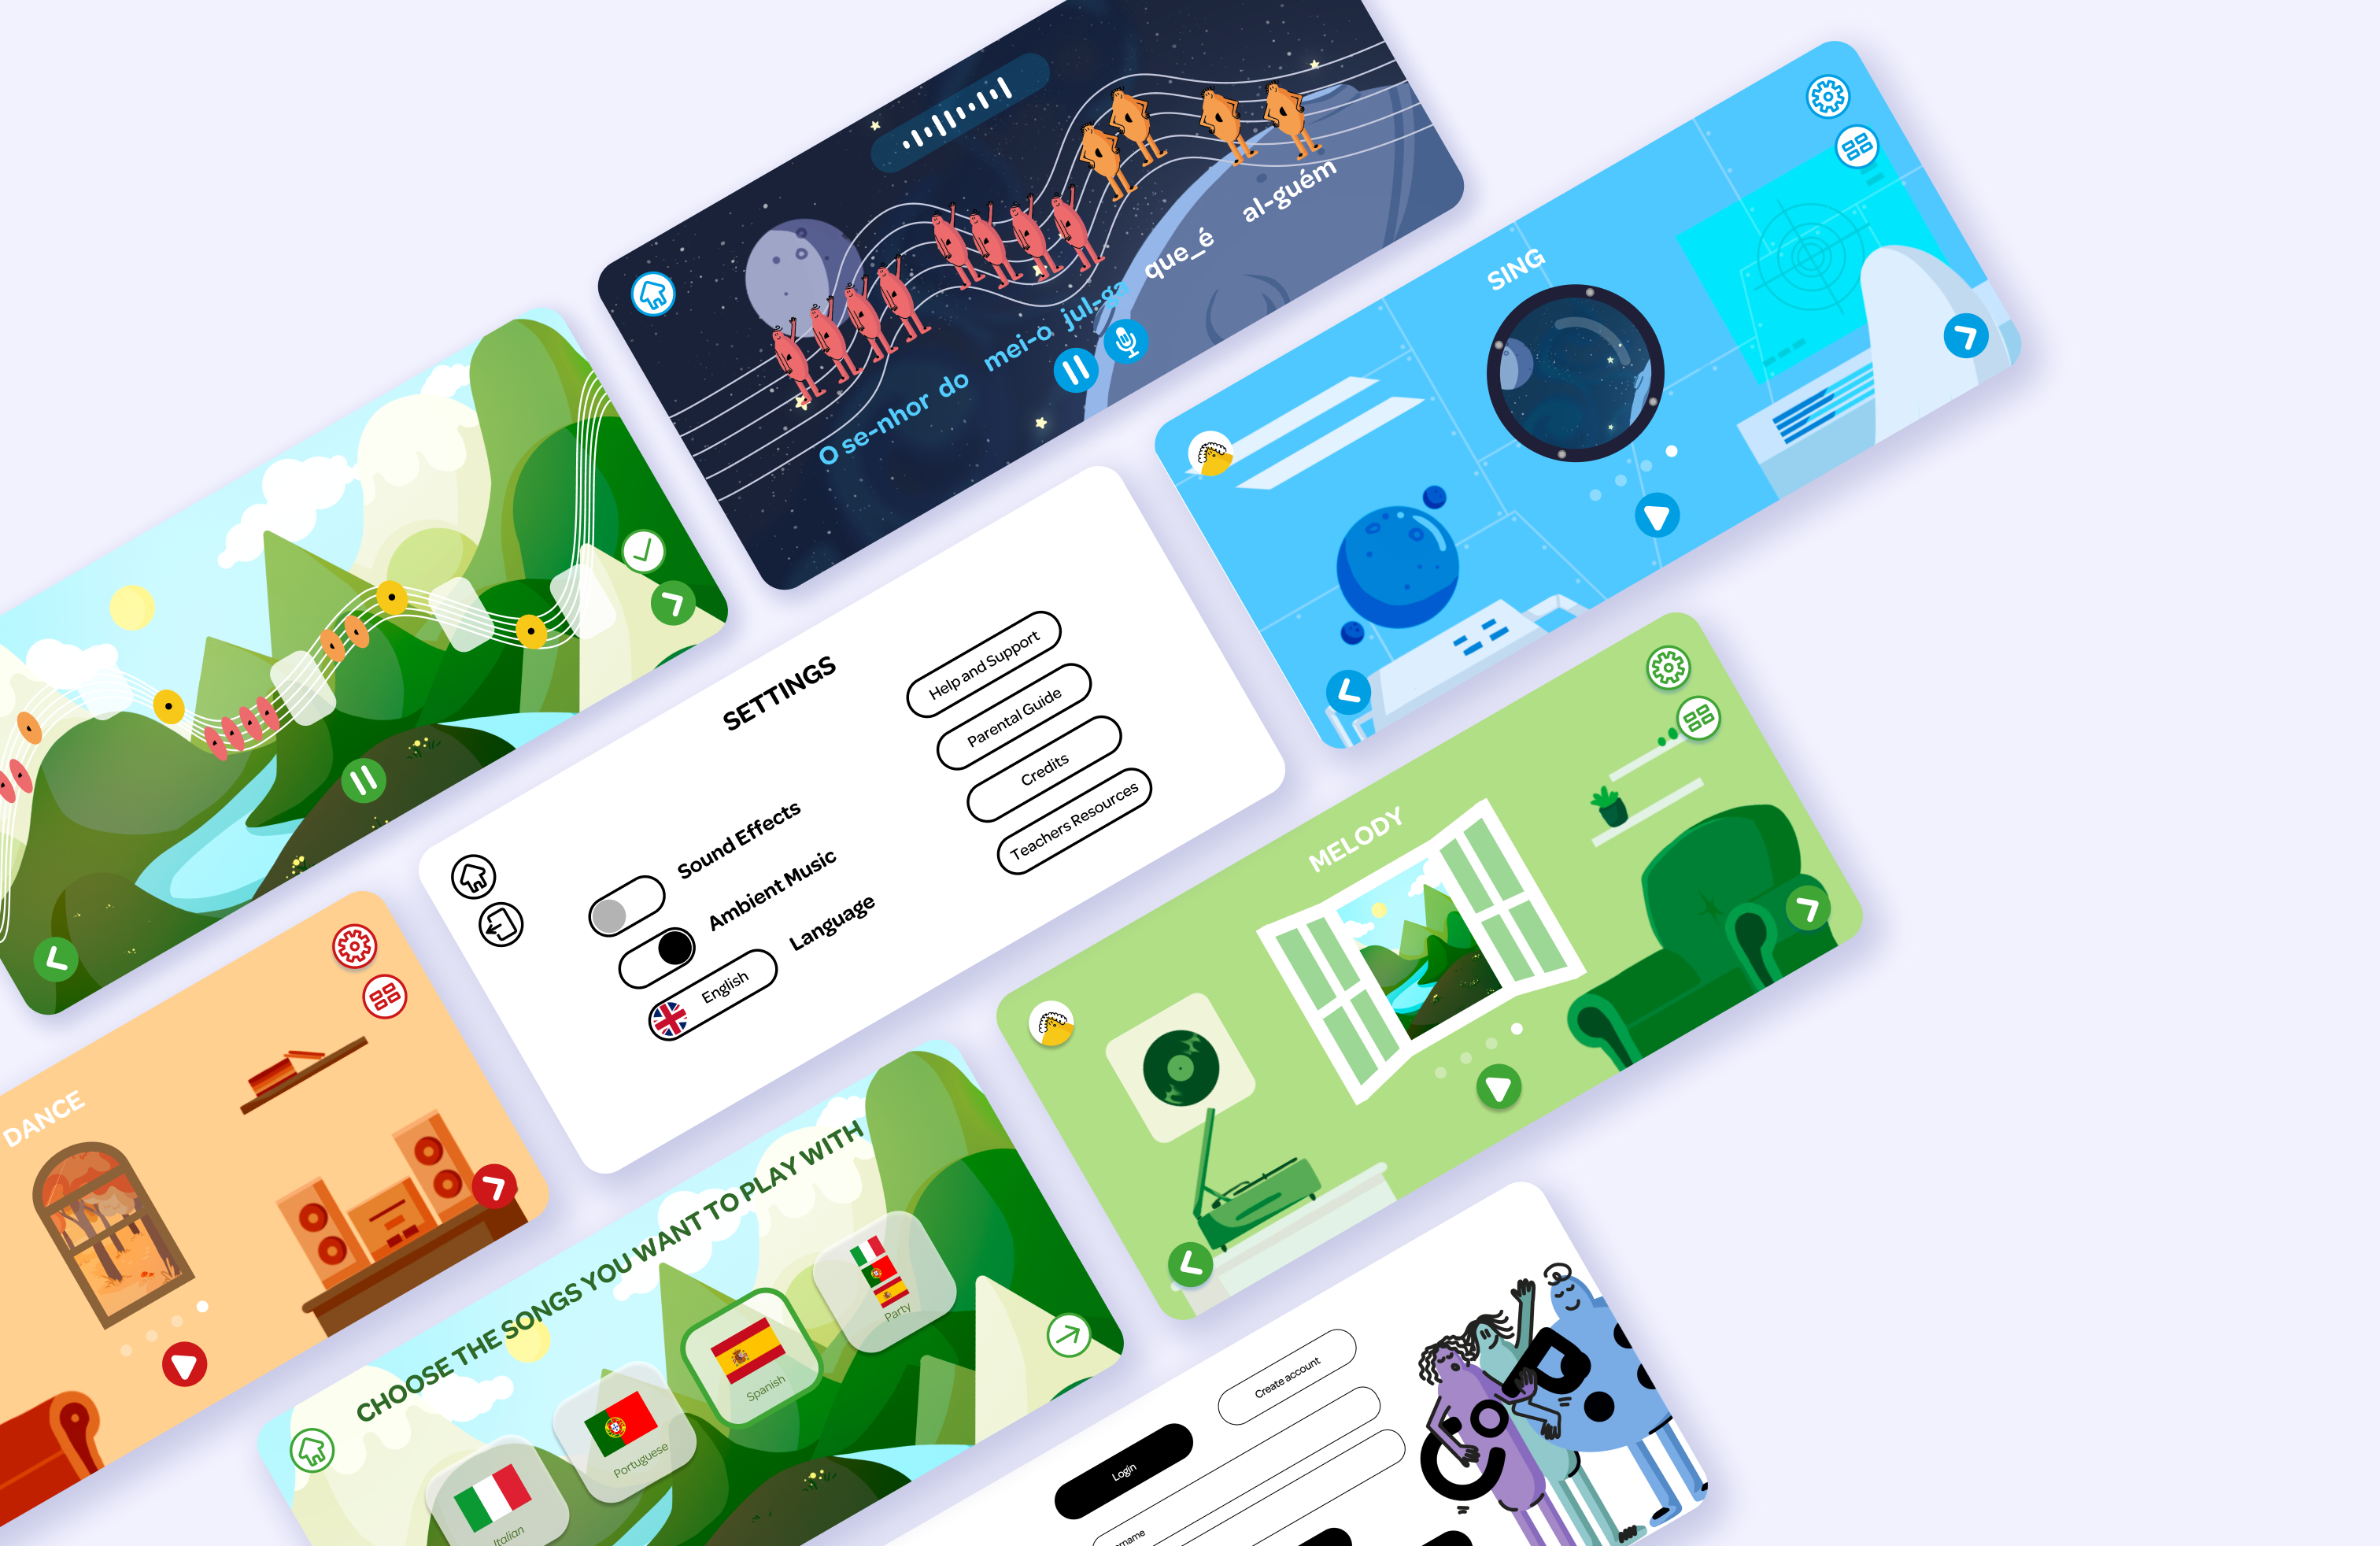 O se-nhor do mei-o jul-ga que_é al-guém
SING
SETTINGS
Sound Effects
Ambient Music
Language
English
Help and Support
Parental Guide
Credits
Teachers Resources
MELODY
DANCE
CHOOSE THE SONGS YOU WANT TO PLAY WITH
Italian
Portuguese
Spanish
Party
Login
Create account